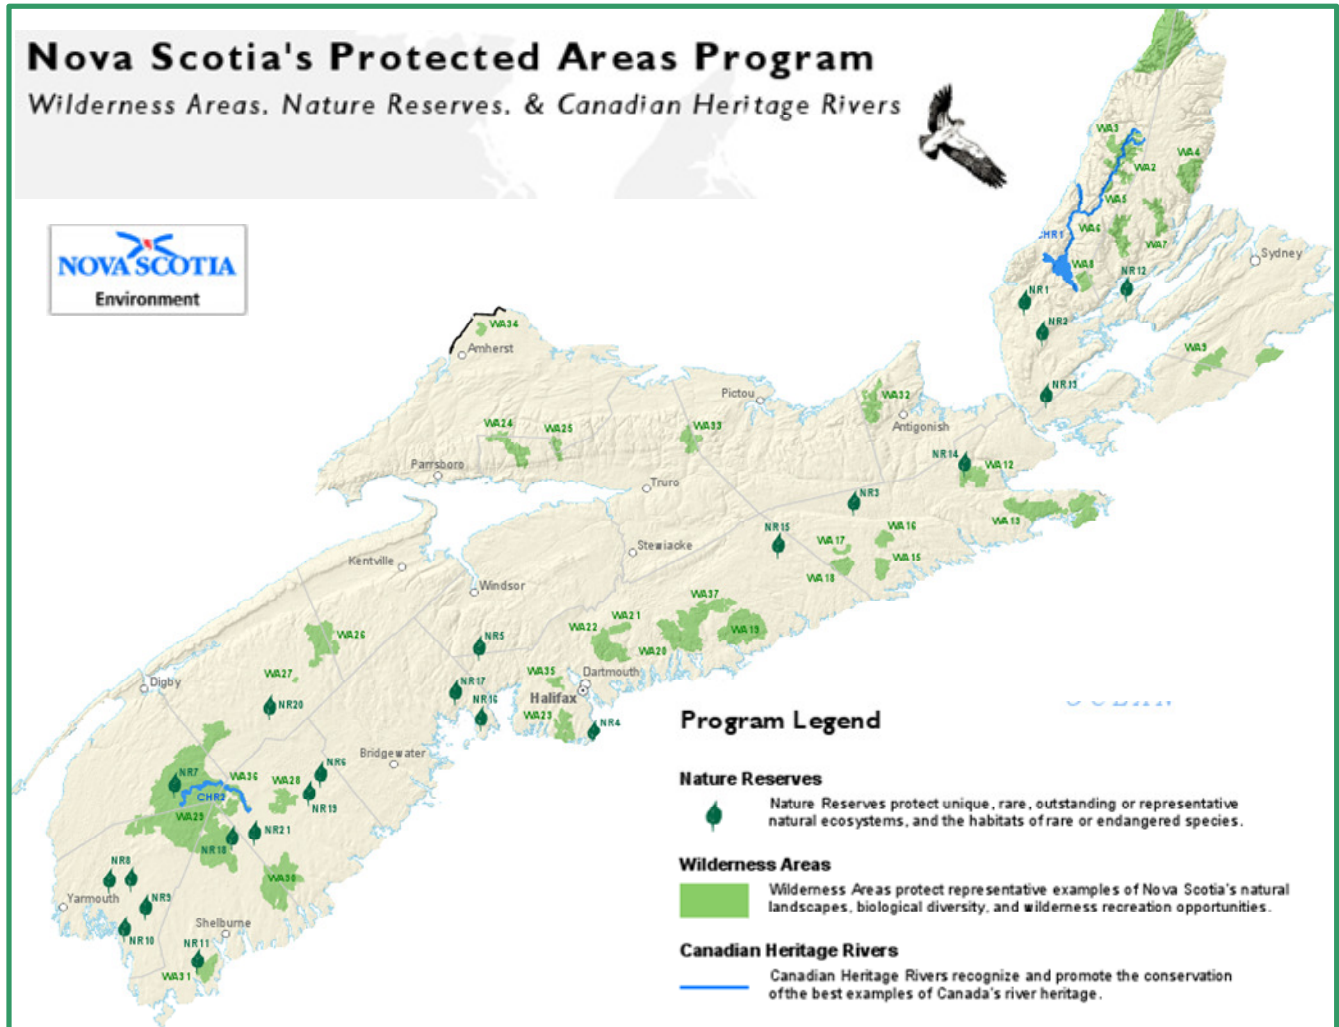 Nova Scotia's Protected Areas Program
Wilderness Areas, Nature Reserves, & Canadian Heritage Rivers
NOVA SCOTIA
Environment
WA3
WA4
WA2
WA5
CHR1
WA6
WA7
Sydney
WA8
NR12
NR1
NR2
WA34
Amherst
WA9
Pictou
NR13
WA32
Antigonish
WA24
WA25
WA33
Parrsboro
NR14
WA12
Truro
NR3
WA13
NR15
WA16
Stewiacke
WA17
WA15
Kentville
WA18
Windsor
WA37
WA21
WA22
WA19
WA26
NR5
WA20
WA27
WA35
Dartmouth
Digby
NR17
Halifax
NR20
NR16
WA23
NR4
OCEAN
Bridgewater
NR7
WA36
NR6
WA28
CHR2
NR19
WA29
NR21
NR18
NR8
WA30
Yarmouth
NR9
Shelburne
NR10
NR11
WA31
Program Legend
Nature Reserves
Nature Reserves protect unique, rare, outstanding or representative
natural ecosystems, and the habitats of rare or endangered species.
Wilderness Areas
Wilderness Areas protect representative examples of Nova Scotia's natural
landscapes, biological diversity, and wilderness recreation opportunities.
Canadian Heritage Rivers
Canadian Heritage Rivers recognize and promote the conservation
of the best examples of Canada's river heritage.